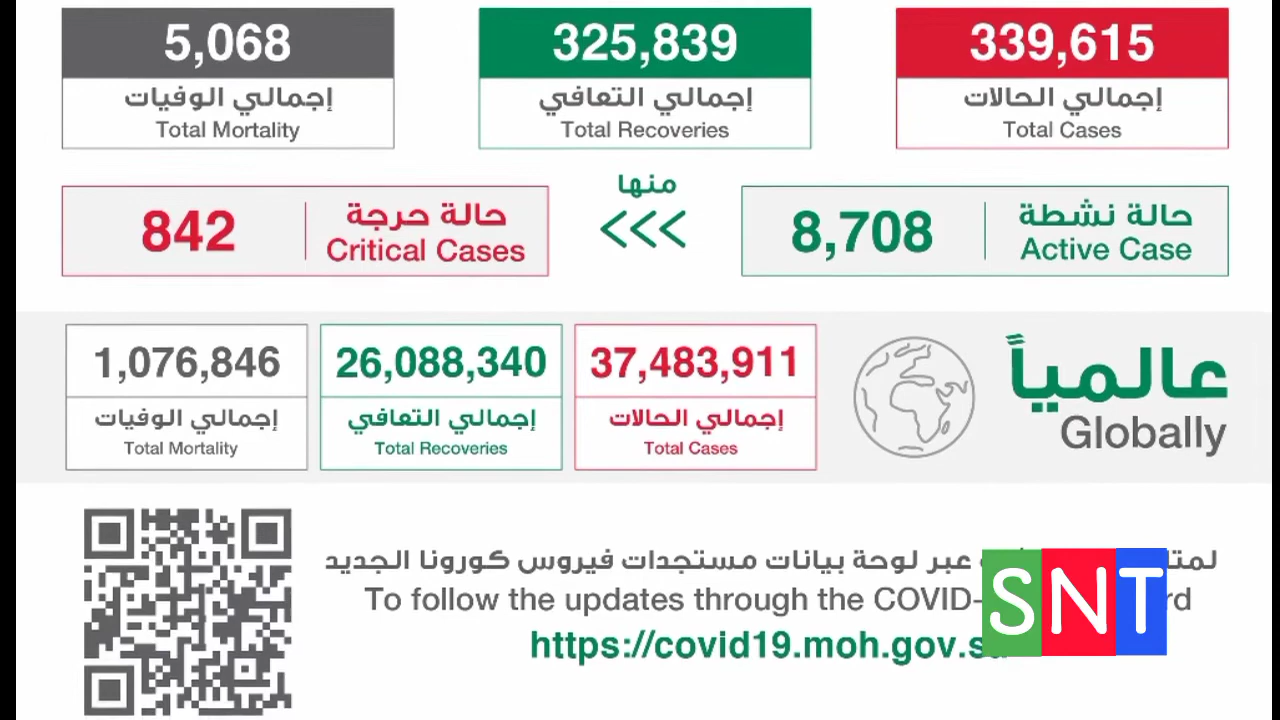 339,615
إجمالي الحالات
Total Cases
325,839
إجمالي التعافي
Total Recoveries
5,068
إجمالي الوفيات
Total Mortality
حالة نشطة
Active Case
8,708
منها
حالة حرجة
Critical Cases
842
عالمياً
Globally
37,483,911
إجمالي الحالات
Total Cases
26,088,340
إجمالي التعافي
Total Recoveries
1,076,846
إجمالي الوفيات
Total Mortality
عبر لوحة بيانات مستجدات فيروس كورونا الجديد
To follow the updates through the COVID-
https://covid19.moh.gov.sa
SNT